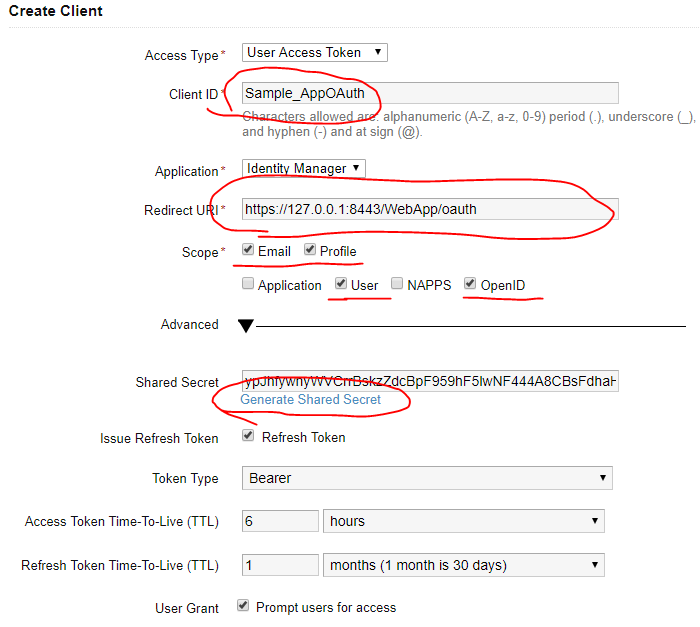 Create Client
Access Type* User Access Token
Client ID* Sample_AppOAuth
Characters allowed are: alphanumeric (A-Z, a-z, 0-9) period (.), underscore (_),
and hyphen (-) and at sign (@).
Application* Identity Manager
Redirect URI* https://127.0.0.1:8443/WebApp/oauth
Scope* Email Profile
Application User NAPPS OpenID
Advanced
Shared Secret
Generate Shared Secret
Issue Refresh Token Refresh Token
Token Type Bearer
Access Token Time-To-Live (TTL) 6 hours
Refresh Token Time-To-Live (TTL) 1 months (1 month is 30 days)
User Grant Prompt users for access